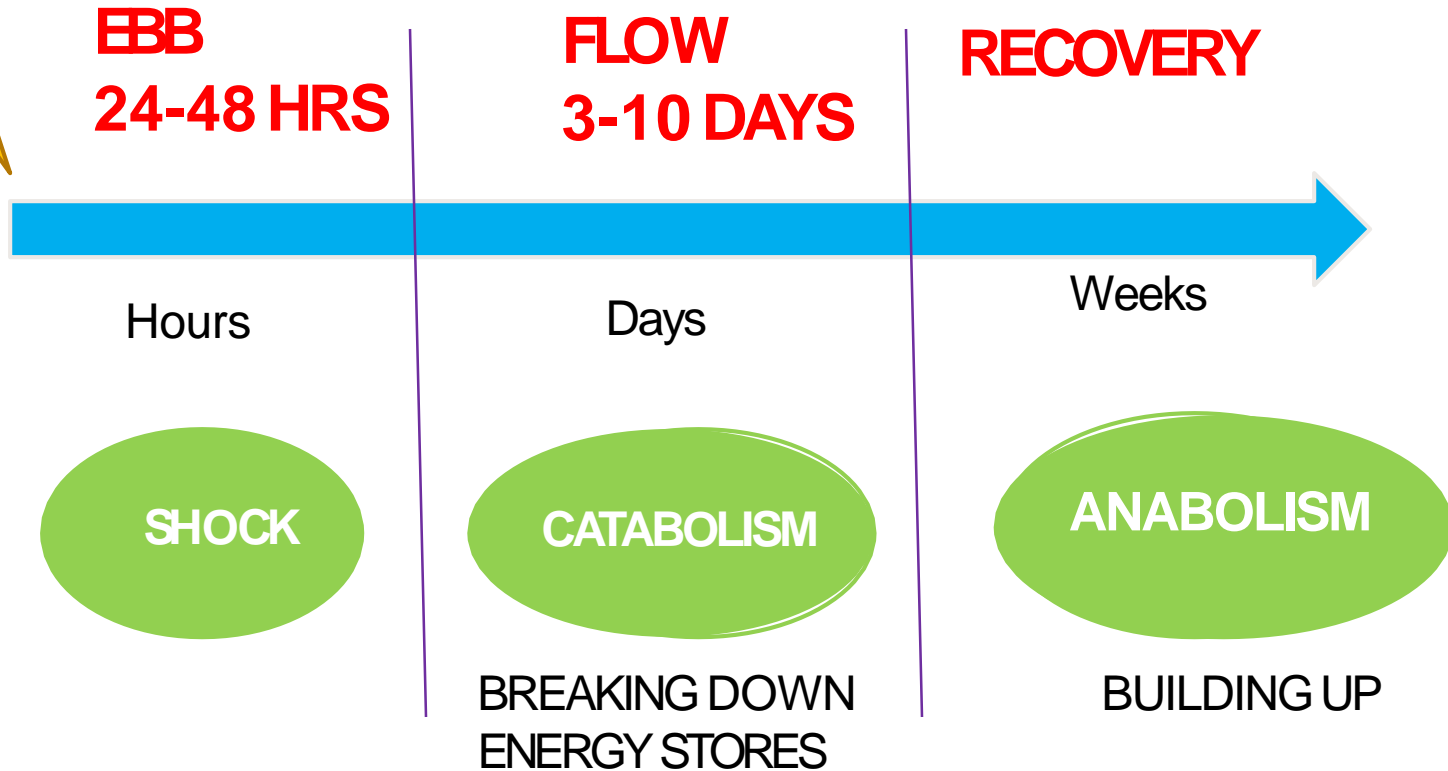 EBB
24-48 HRS
FLOW
3-10 DAYS
RECOVERY
Hours
Days
Weeks
SHOCK
CATABOLISM
ANABOLISM
BREAKING DOWN
ENERGY STORES
BUILDING UP